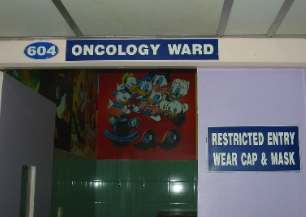 604 ONCOLOGY WARD
RESTRICTED ENTRY
WEAR CAP & MASK